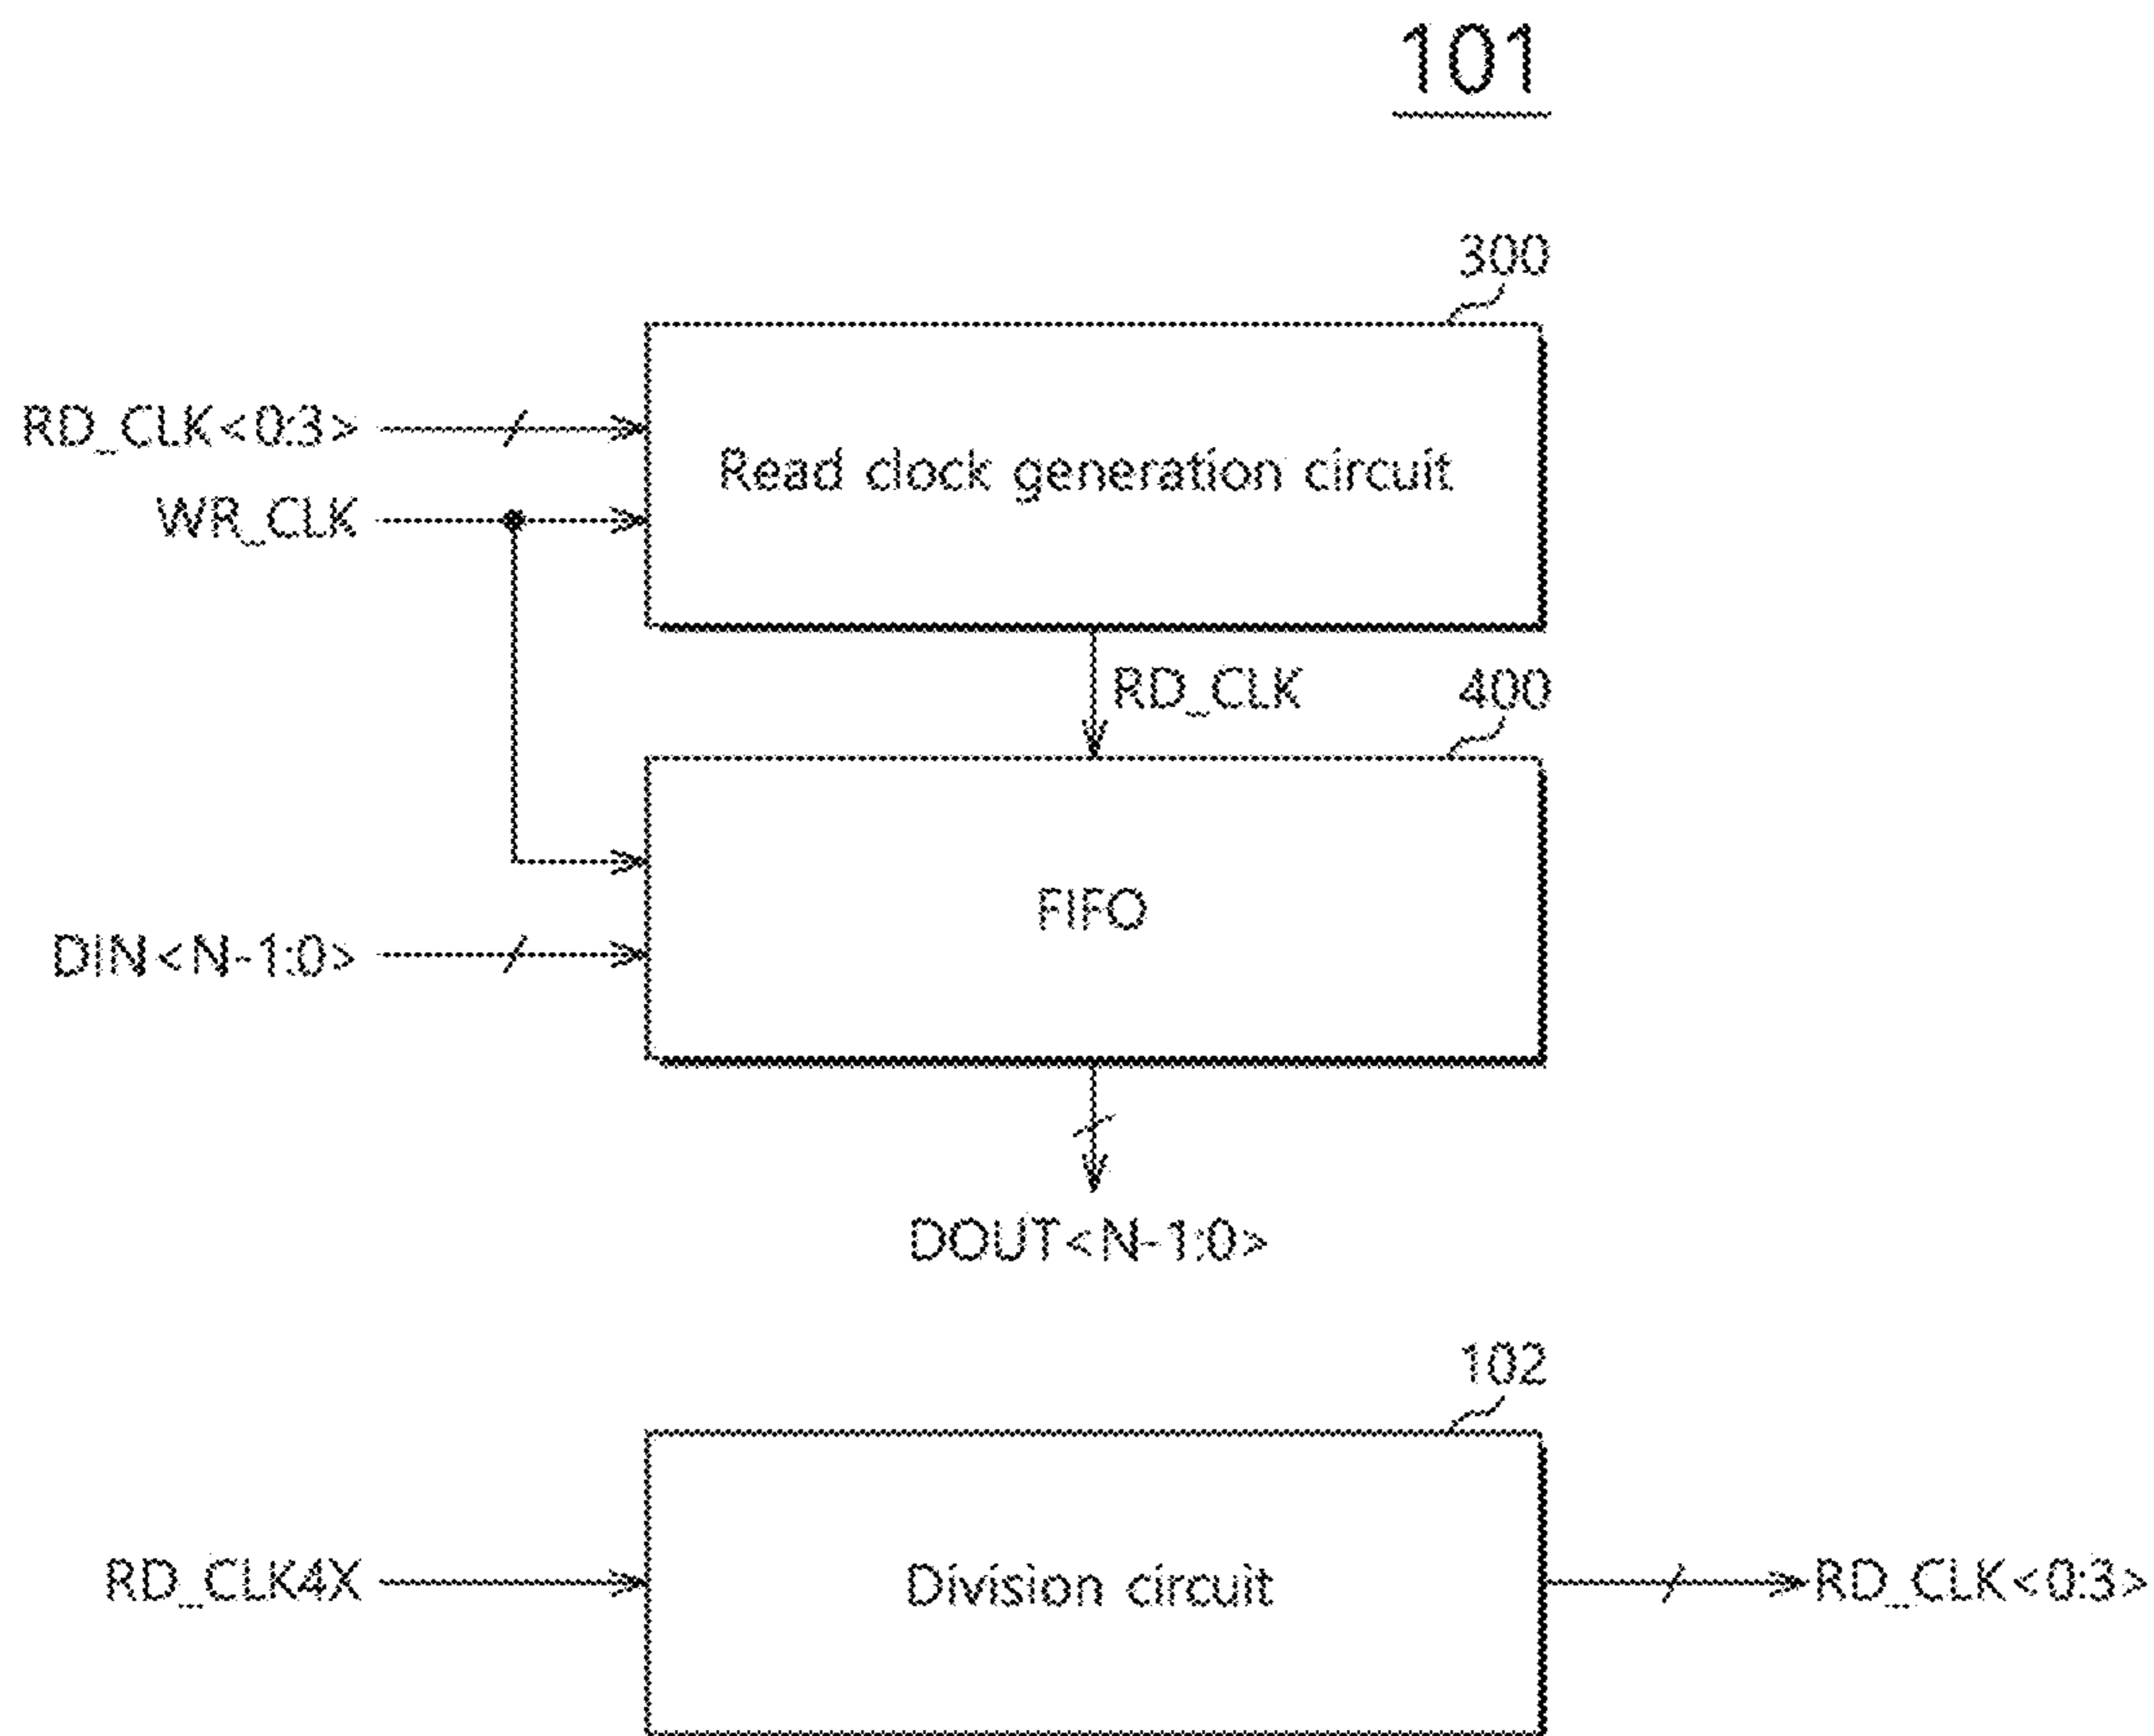 101
300
RD_CLK<0:3>
Read clock generation circuit
WR_CLK
RD_CLK
400
FIFO
DIN<N-1:0>
DOUT<N-1:0>
102
RD_CLK4X
Division circuit
RD_CLK<0:3>